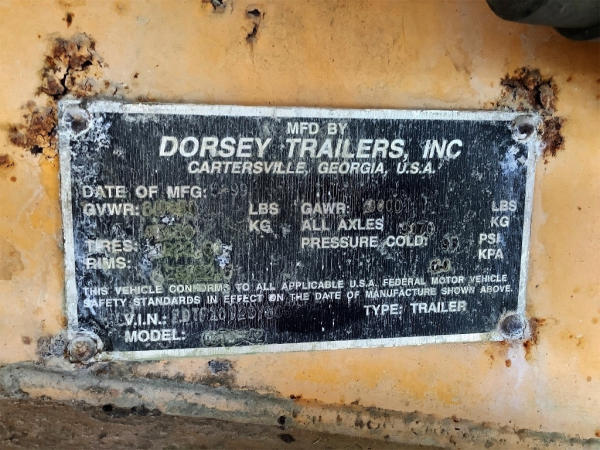 MFD BY
DORSEY TRAILERS, INC
CARTERSVILLE, GEORGIA, U.S.A.
DATE OF MFG:
GVWR: LBS GAWR: LBS
KG ALL AXLES KG
TIRES: PRESSURE COLD: PSI
RIMS: KPA
THIS VEHICLE CONFORMS TO ALL APPLICABLE U.S.A. FEDERAL MOTOR VEHICLE
SAFETY STANDARDS IN EFFECT ON THE DATE OF MANUFACTURE SHOWN ABOVE.
V.I.N.: TYPE: TRAILER
MODEL: